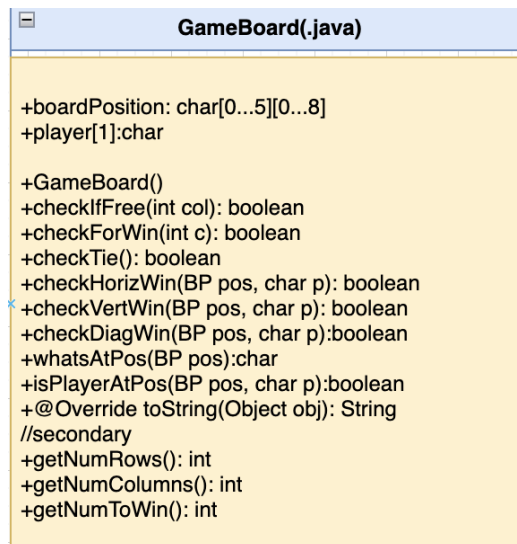 GameBoard(.java)
+boardPosition: char[0...5][0...8]
+player[1]:char
+GameBoard()
+checkIfFree(int col): boolean
+checkForWin(int c): boolean
+checkTie(): boolean
+checkHorizWin(BP pos, char p): boolean
+checkVertWin(BP pos, char p): boolean
+checkDiagWin(BP pos, char p):boolean
+whatsAtPos(BP pos):char
+isPlayerAtPos(BP pos, char p):boolean
+@Override toString(Object obj): String
//secondary
+getNumRows(): int
+getNumColumns(): int
+getNumToWin(): int